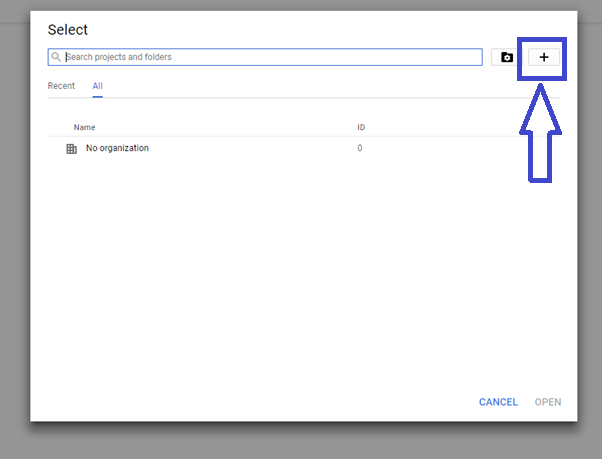 Select
Search projects and folders
Recent All
Name ID
No organization 0
CANCEL OPEN